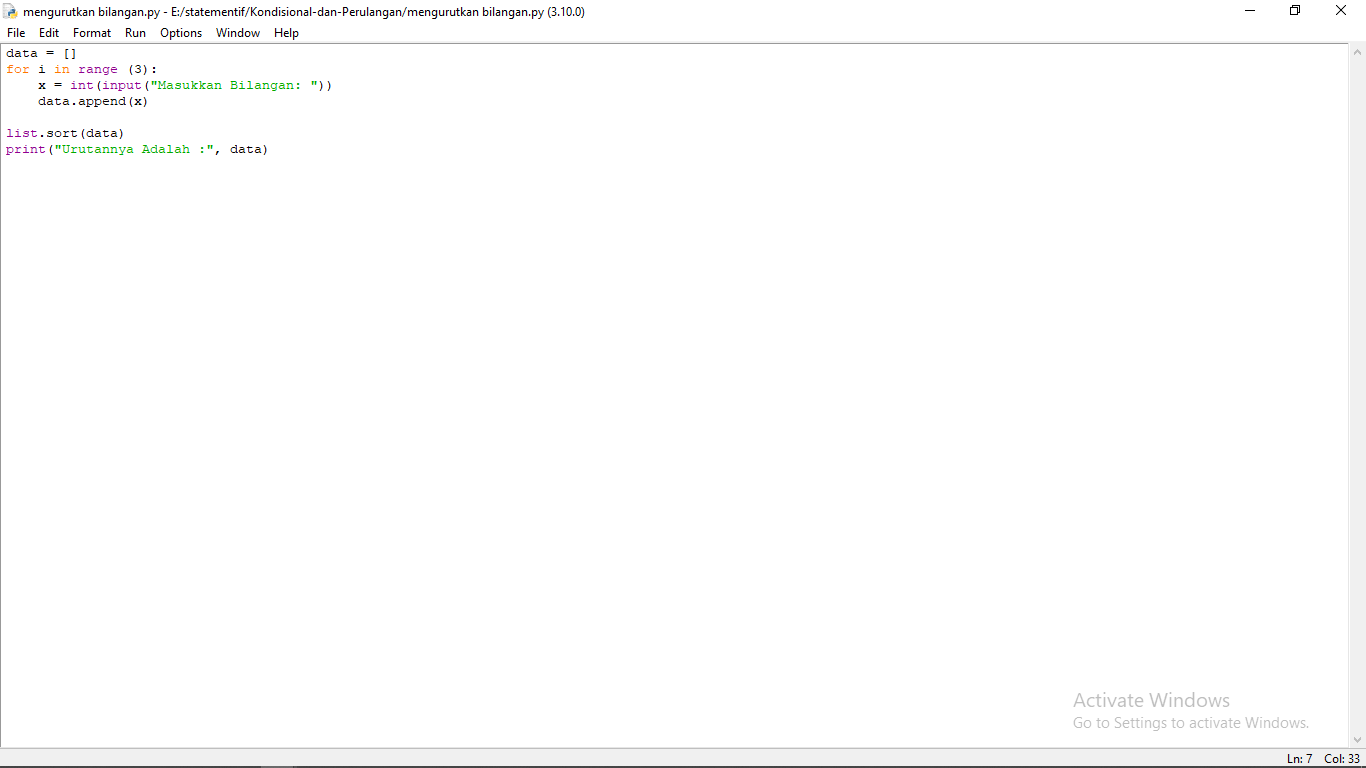 mengurutkan bilangan.py - E:/statementif/Kondisional-dan-Perulangan/mengurutkan bilangan.py (3.10.0)
File Edit Format Run Options Window Help
data = []
for i in range (3):
    x = int(input("Masukkan Bilangan: "))
    data.append(x)

list.sort(data)
print("Urutannya Adalah :", data)
Activate Windows
Go to Settings to activate Windows.
Ln: 7 Col: 33